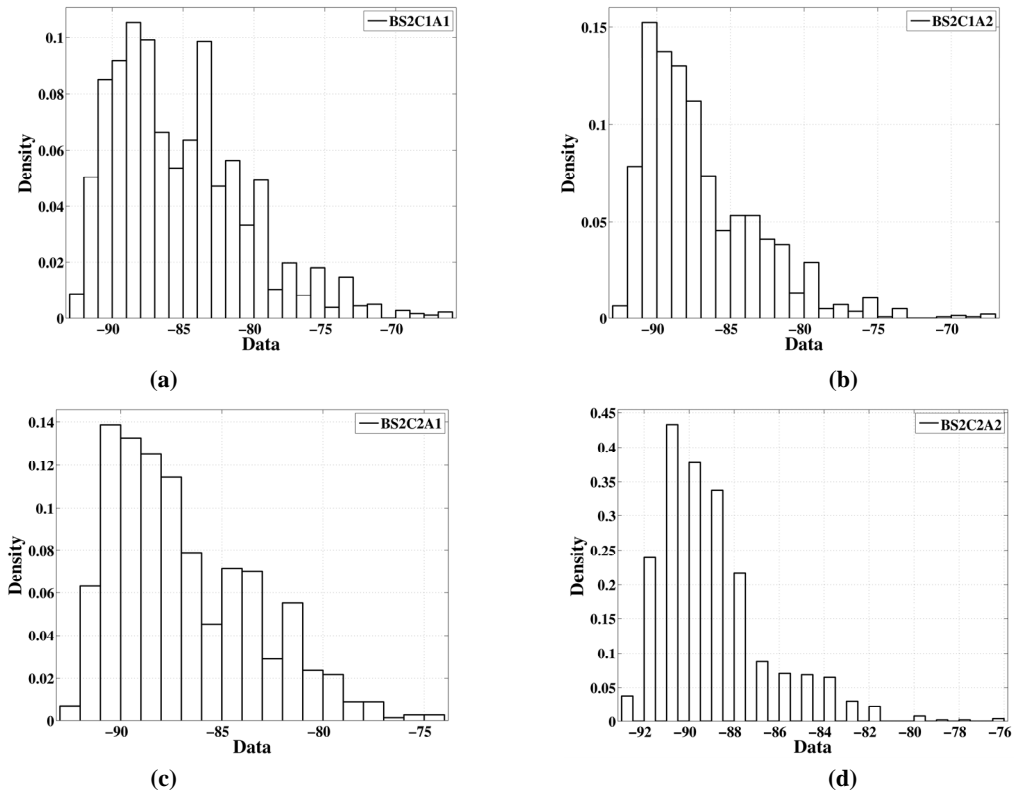 BS2C1A1
0.1
0.08
0.06
0.04
0.02
0
Density
−90 −85 −80 −75 −70
Data
(a)
BS2C1A2
0.15
0.1
0.05
0
Density
−90 −85 −80 −75 −70
Data
(b)
BS2C2A1
0.14
0.12
0.1
0.08
0.06
0.04
0.02
0
Density
−90 −85 −80 −75
Data
(c)
BS2C2A2
0.45
0.4
0.35
0.3
0.25
0.2
0.15
0.1
0.05
0
Density
−92 −90 −88 −86 −84 −82 −80 −78 −76
Data
(d)